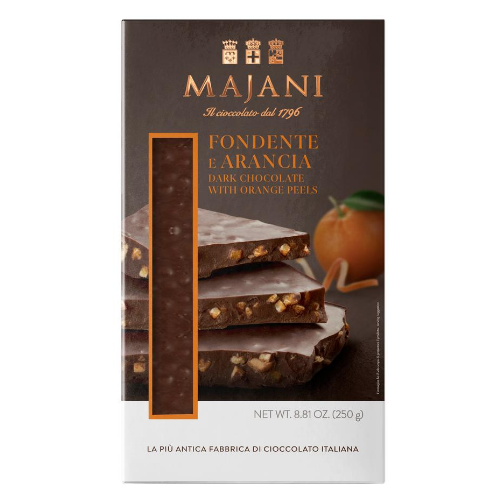 MAJANI
Il cioccolato dal 1796
FONDENTE
E ARANCIA
DARK CHOCOLATE
WITH ORANGE PEELS
NET WT. 8.81 OZ. (250 g)
LA PIÙ ANTICA FABBRICA DI CIOCCOLATO ITALIANA